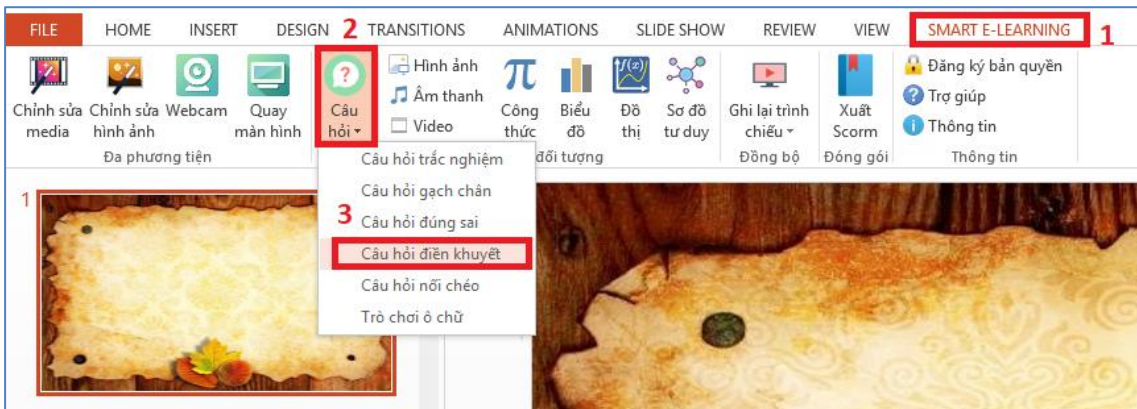 FILE HOME INSERT DESIGN 2 TRANSITIONS ANIMATIONS SLIDE SHOW REVIEW VIEW SMART E-LEARNING 1
Chỉnh sửa media
Chỉnh sửa hình ảnh
Webcam
Quay màn hình
Câu hỏi
Hình ảnh
Âm thanh
Video
Công thức
Biểu đồ
Đồ thị
Sơ đồ tư duy
Ghi lại trình chiếu
Xuất Scorm
Đăng ký bản quyền
Trợ giúp
Thông tin
Đa phương tiện
đối tượng
Đồng bộ
Đóng gói
Thông tin
Câu hỏi trắc nghiệm
Câu hỏi gạch chân
3 Câu hỏi đúng sai
Câu hỏi điền khuyết
Câu hỏi nối chéo
Trò chơi ô chữ
1
f(x)